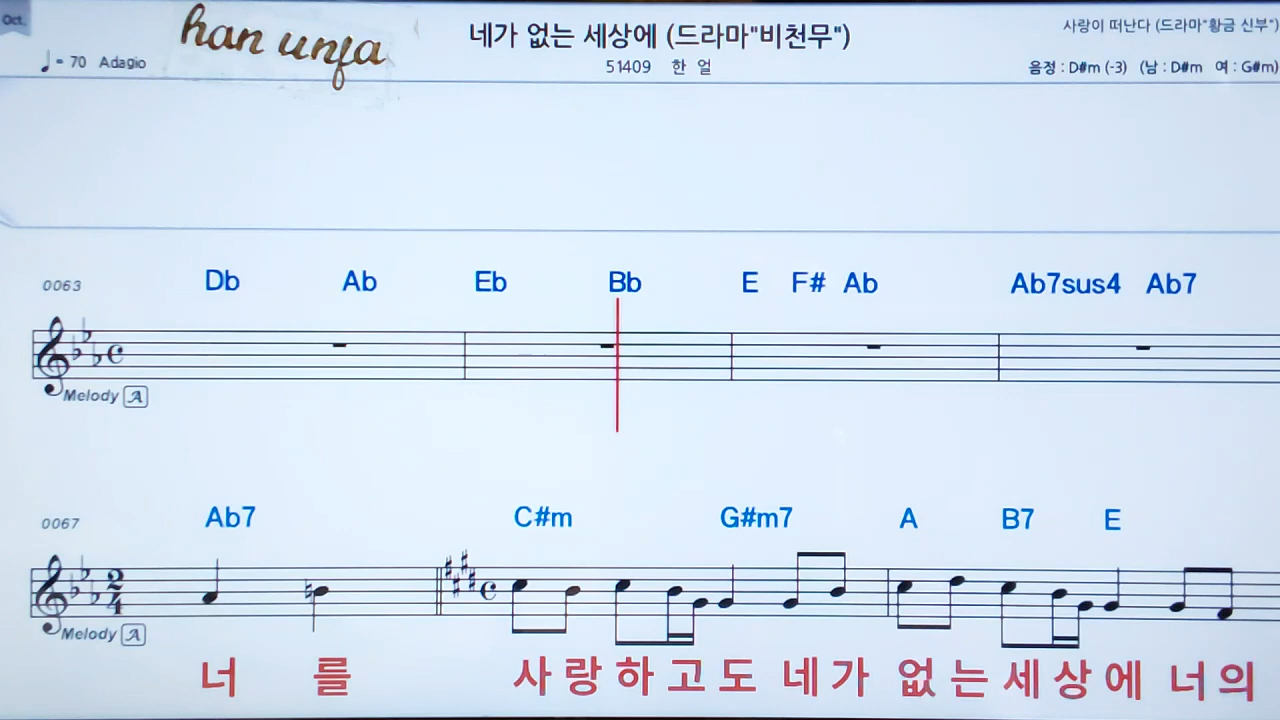 Oct.
han unja
네가 없는 세상에 (드라마"비천무")
사랑이 떠난다 (드라마"황금 신부")
♩= 70 Adagio
51409 한 얼
음정 : D#m (-3) (남 : D#m 여 : G#m)
0063 Db Ab Eb Bb E F# Ab Ab7sus4 Ab7
Melody A
0067 Ab7 C#m G#m7 A B7 E
2/4
Melody A
너 를 사 랑 하 고 도 네 가 없 는 세 상 에 너 의